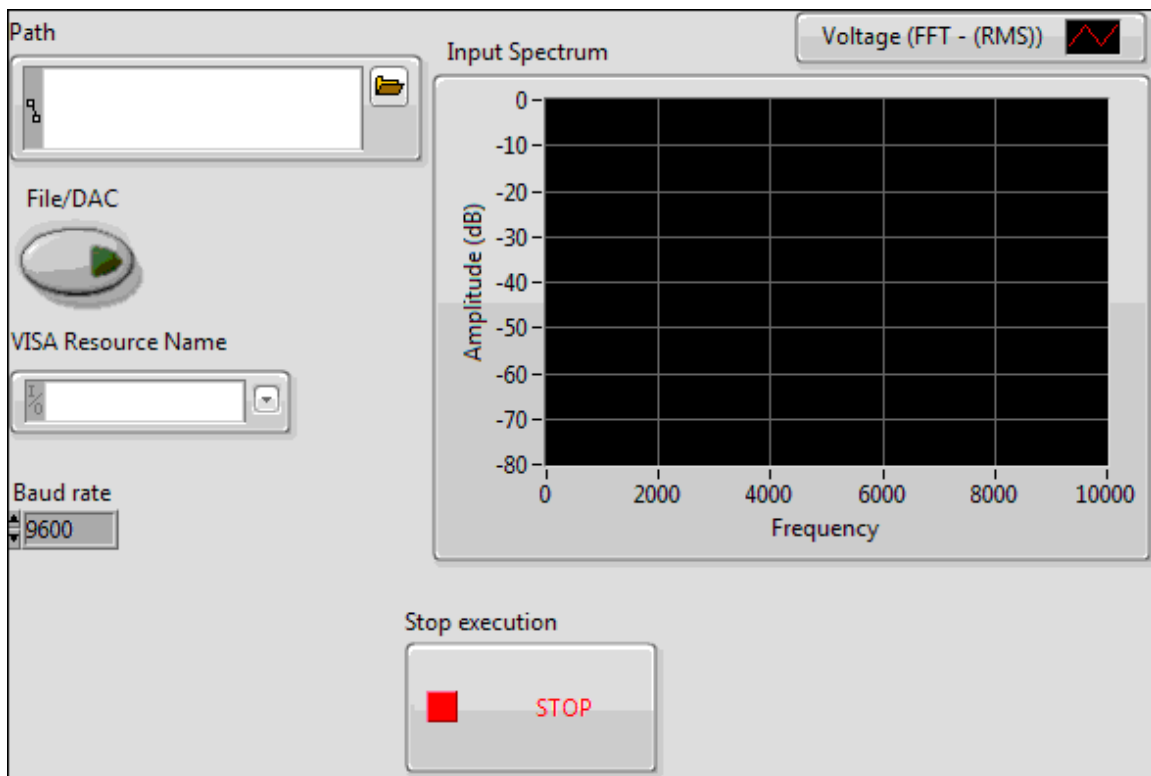 Path
Input Spectrum
Voltage (FFT - (RMS))
File/DAC
VISA Resource Name
I/O
Baud rate
9600
Amplitude (dB)
0
-10
-20
-30
-40
-50
-60
-70
-80
0 2000 4000 6000 8000 10000
Frequency
Stop execution
STOP